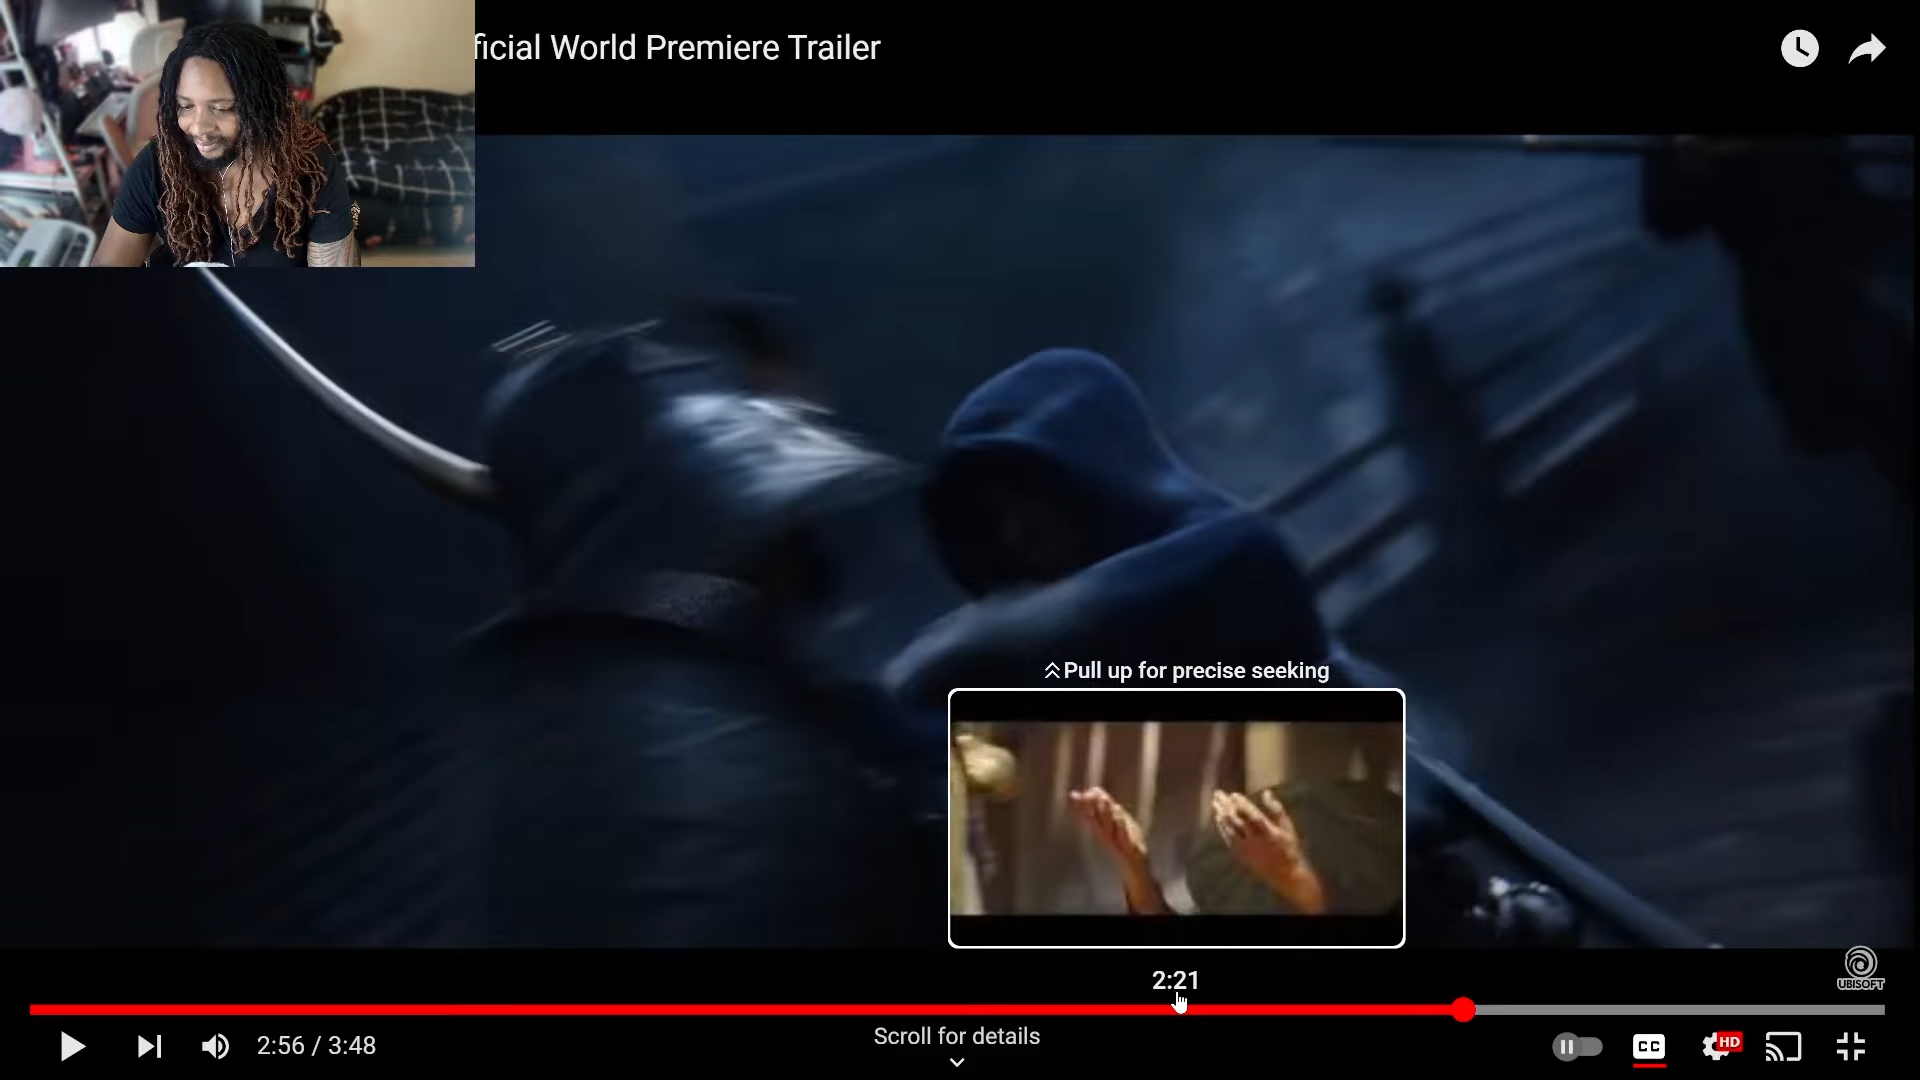 ficial World Premiere Trailer
Pull up for precise seeking
UBISOFT
2:21
2:56 / 3:48
Scroll for details
CC
HD